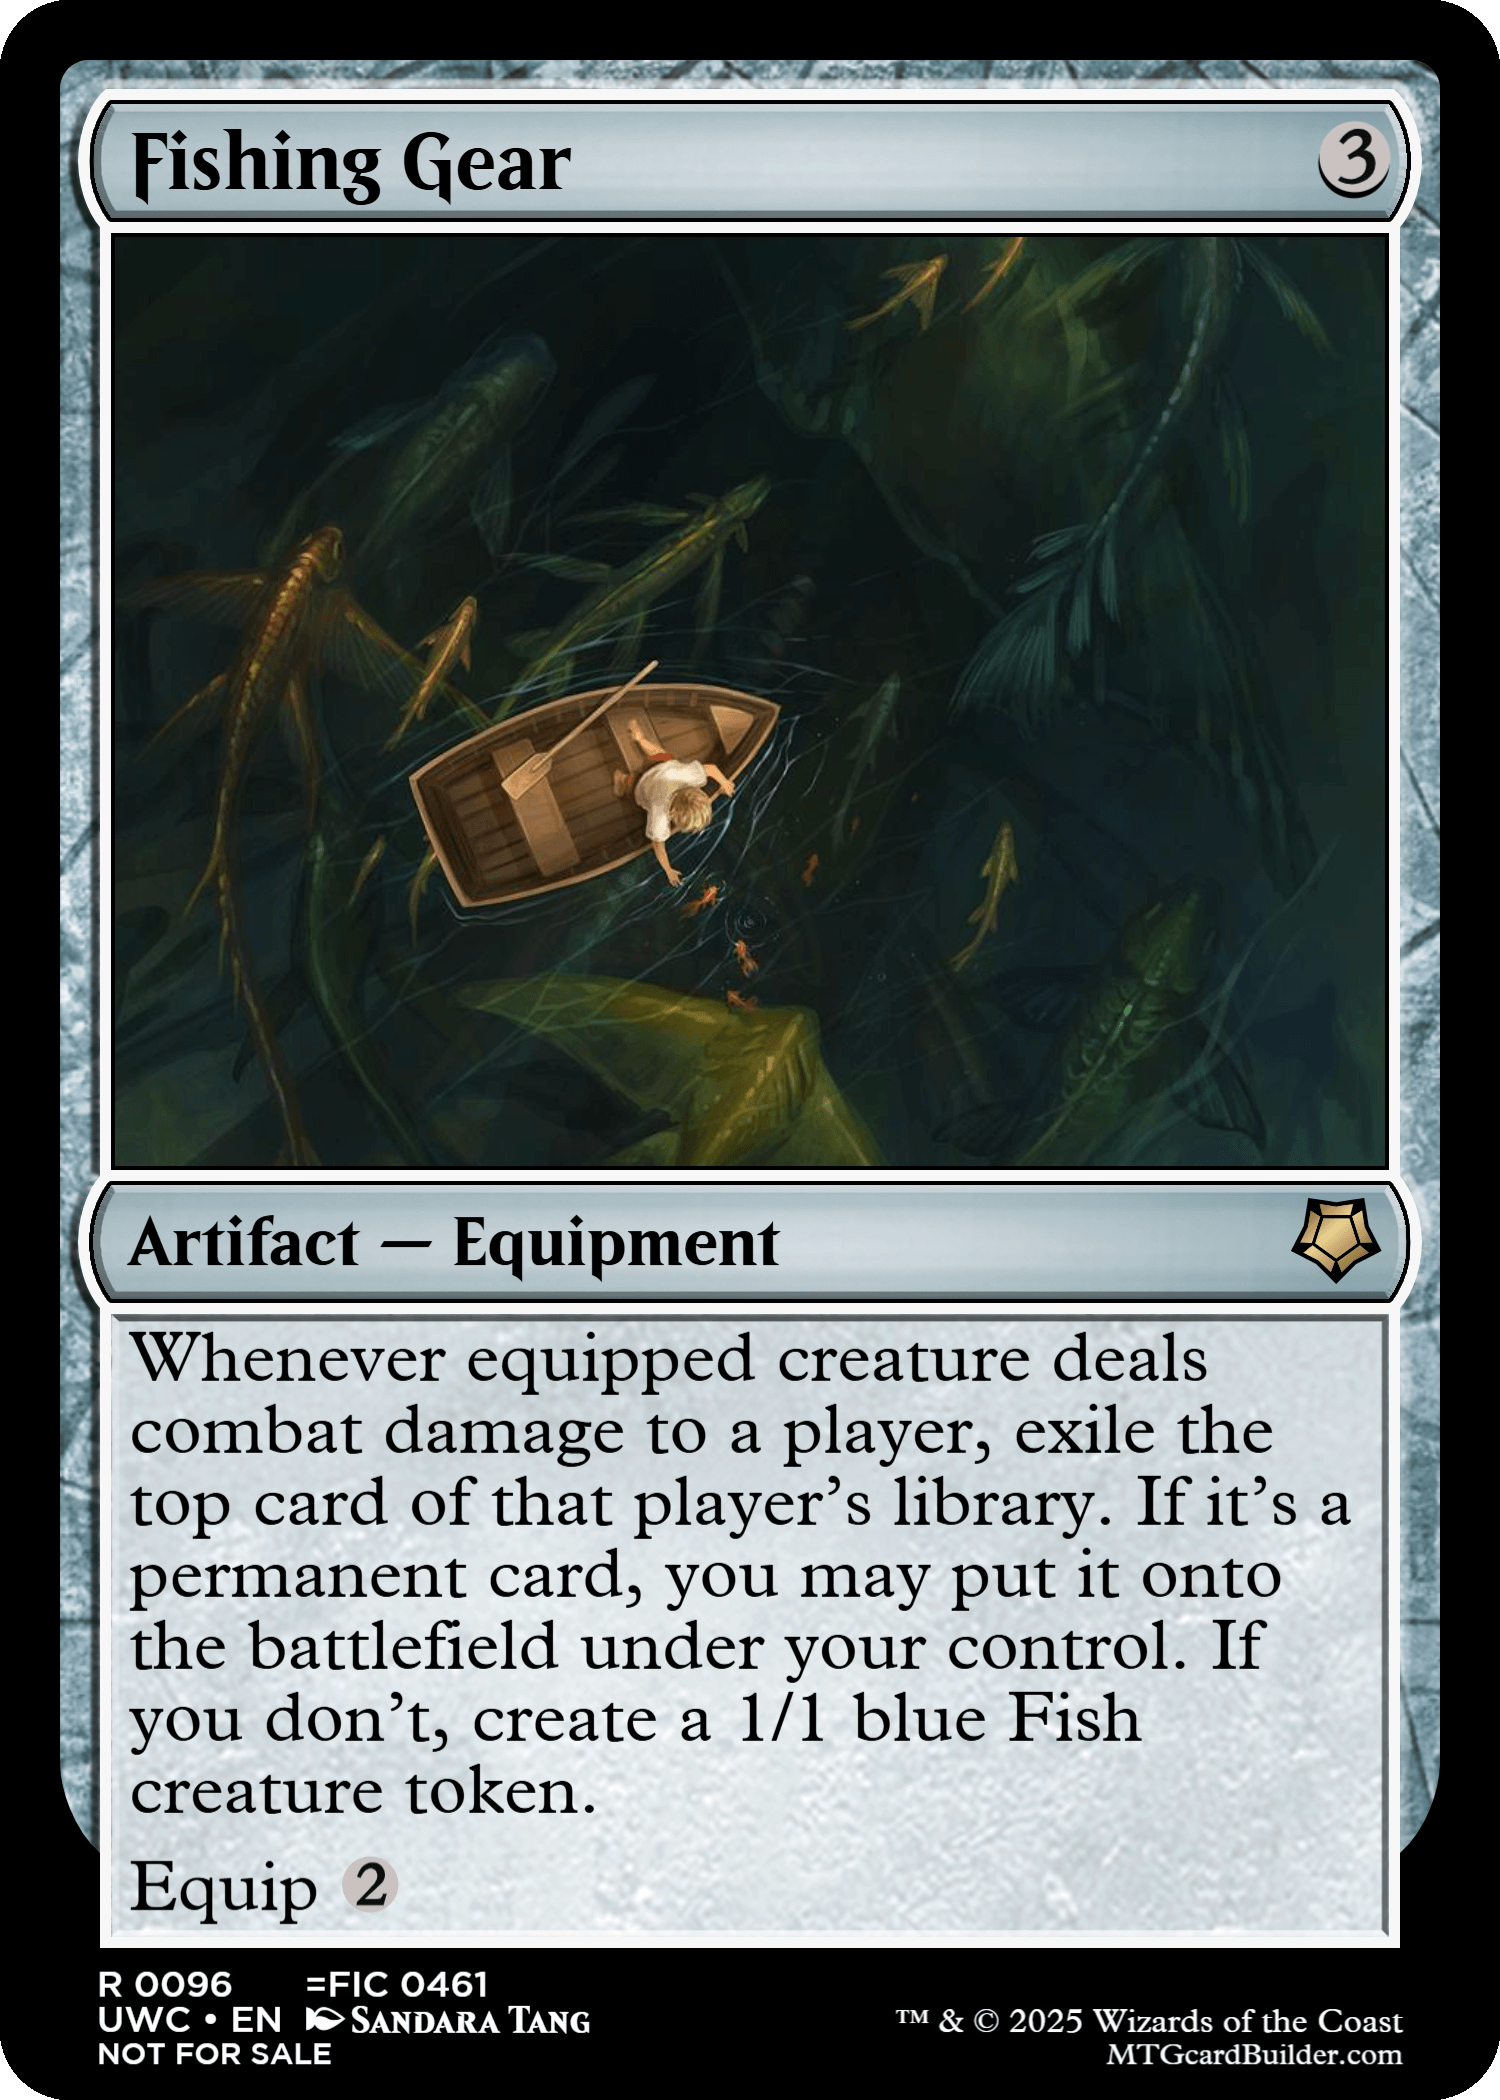 Fishing Gear
3
Artifact — Equipment
Whenever equipped creature deals
combat damage to a player, exile the
top card of that player’s library. If it’s a
permanent card, you may put it onto
the battlefield under your control. If
you don’t, create a 1/1 blue Fish
creature token.
Equip 2
R 0096 =FIC 0461
UWC • EN Sandara Tang
NOT FOR SALE
™ & © 2025 Wizards of the Coast
MTGcardBuilder.com